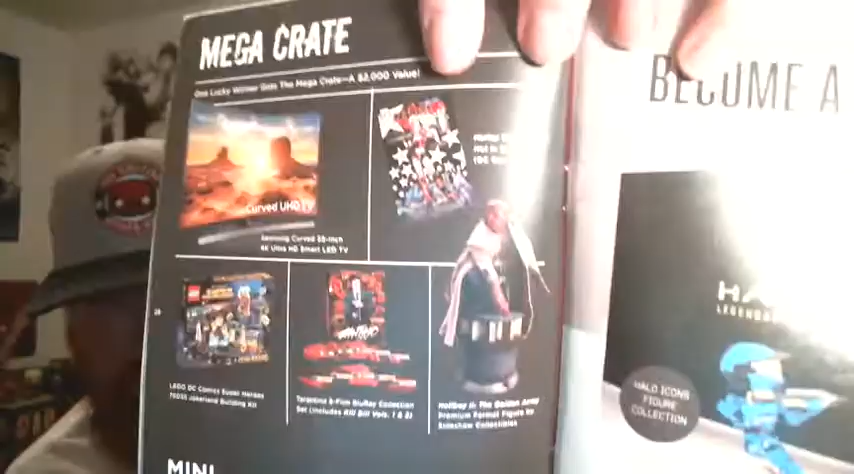 MEGA CRATE
One Lucky Winner Gets The Mega Crate—A $2,000 Value!
Curved UHD TV
Samsung Curved 55-Inch
4K Ultra HD Smart LED TV
LEGO DC Comics Super Heroes
76035 Jokerland Building Kit
Tarantino 8-Film BluRay Collection
Set (Includes Kill Bill Vols. 1 & 2)
Hellboy II: The Golden Army
Premium Format Figure by
Sideshow Collectibles
MINI
BECOME A
HALO ICONS
FIGURE
COLLECTION